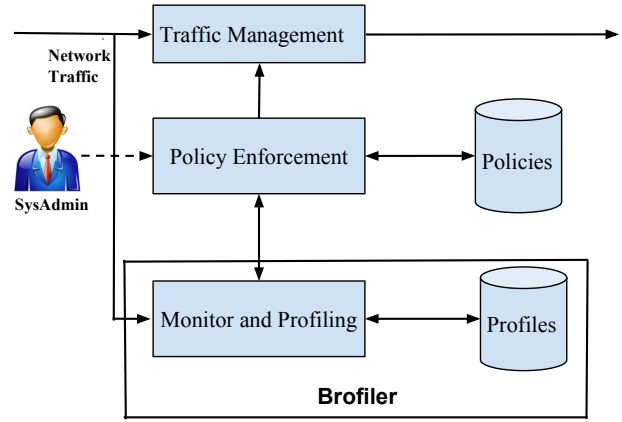 Traffic Management
Network
Traffic
Policy Enforcement
Policies
SysAdmin
Monitor and Profiling
Profiles
Brofiler